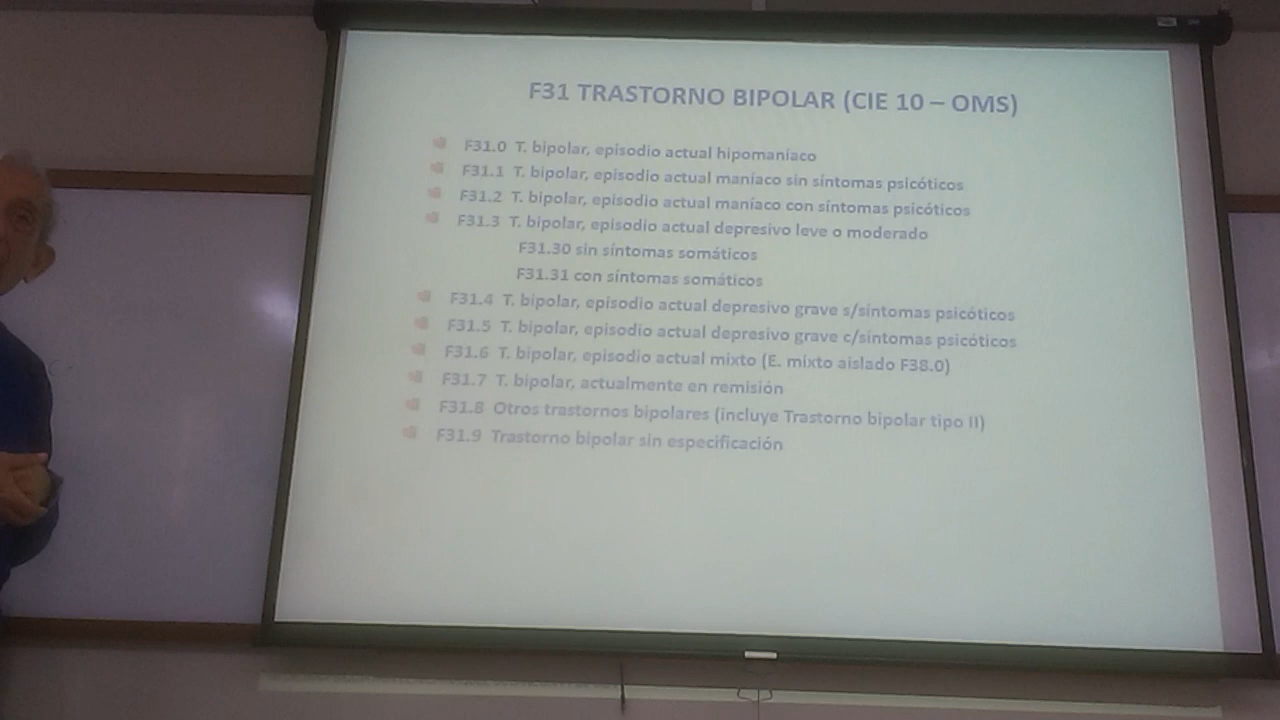 F31 TRASTORNO BIPOLAR (CIE 10 – OMS)
F31.0 T. bipolar, episodio actual hipomaníaco
F31.1 T. bipolar, episodio actual maníaco sin síntomas psicóticos
F31.2 T. bipolar, episodio actual maníaco con síntomas psicóticos
F31.3 T. bipolar, episodio actual depresivo leve o moderado
F31.30 sin síntomas somáticos
F31.31 con síntomas somáticos
F31.4 T. bipolar, episodio actual depresivo grave s/síntomas psicóticos
F31.5 T. bipolar, episodio actual depresivo grave c/síntomas psicóticos
F31.6 T. bipolar, episodio actual mixto (E. mixto aislado F38.0)
F31.7 T. bipolar, actualmente en remisión
F31.8 Otros trastornos bipolares (incluye Trastorno bipolar tipo II)
F31.9 Trastorno bipolar sin especificación